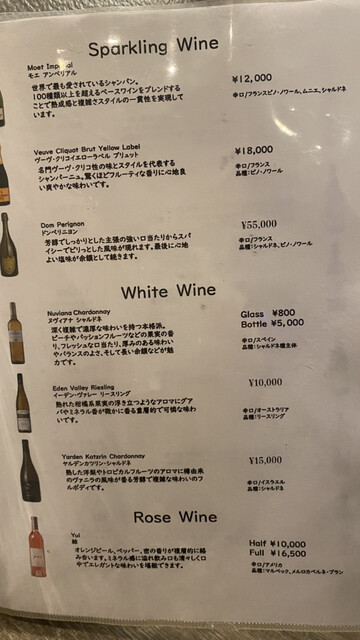 Sparkling Wine
Moet Imperial
モエ アンペリアル
¥12,000
世界で最も愛されているシャンパン。
100種類以上を超えるベースワインをブレンドする
ことで熟成感と複雑さスタイルの一貫性を実現して
います。
辛口/フランスピノ・ノワール、ムニエ、シャルドネ
Veuve Cliquot Brut Yellow Label
ヴーヴ・クリコイエローラベル ブリュット
¥18,000
名門ヴーヴ・クリコ性の味とスタイルを代表する
シャンパーニュ。驚くほどフルーティな香りに心地良
い爽やかな味わいです。
辛口/フランス
品種:ピノ・ノワール
Dom Perignon
ドンペリニヨン
¥55,000
芳醇でしっかりとした主張の強い口当たりからスパ
イシーでピリっとした風味が現れます。最後に心地
よい塩味が余韻として続きます。
辛口/フランス
品種:シャルドネ、ピノ・ノワール
White Wine
Nuviana Chardonnay
ヌヴィアナ シャルドネ
Glass ¥800
Bottle ¥5,000
深く複雑で濃厚な味わいを持つ本格派。
ピーチやパッションフルーツなどの果実の香
り、フレッシュな口当たり、厚みのある味わい
やバランスのよさ、そして長い余韻などが魅
力です。
辛口/スペイン
品種:シャルドネ種主体
Eden Valley Riesling
イーデン・ヴァレー リースリング
¥10,000
熟れた柑橘系果実の浮き立つようなアロマにグア
バやミネラル香が微かに香る重層的で可憐な味わ
いです。
辛口/オーストラリア
品種:リースリング
Yarden Katzrin Chardonnay
ヤルデンカツリン・シャルドネ
¥15,000
熟した洋梨やトロピカルフルーツのアロマに樽由来
のヴァニラの風味が香る芳醇で複雑な味わいのフ
ルボディです。
辛口/イスラエル
品種:シャルドネ
Rose Wine
Yui
Half ¥10,000
Full ¥16,500
オレンジピール、ペッパー、の香りが複層的に絡
み合います。ミネラル感に溢れ飲み口も清々しく口
中でエレガントな味わいを堪能できます。
辛口/アメリカ
品種:マルベック、メルロカベルネ・フラン